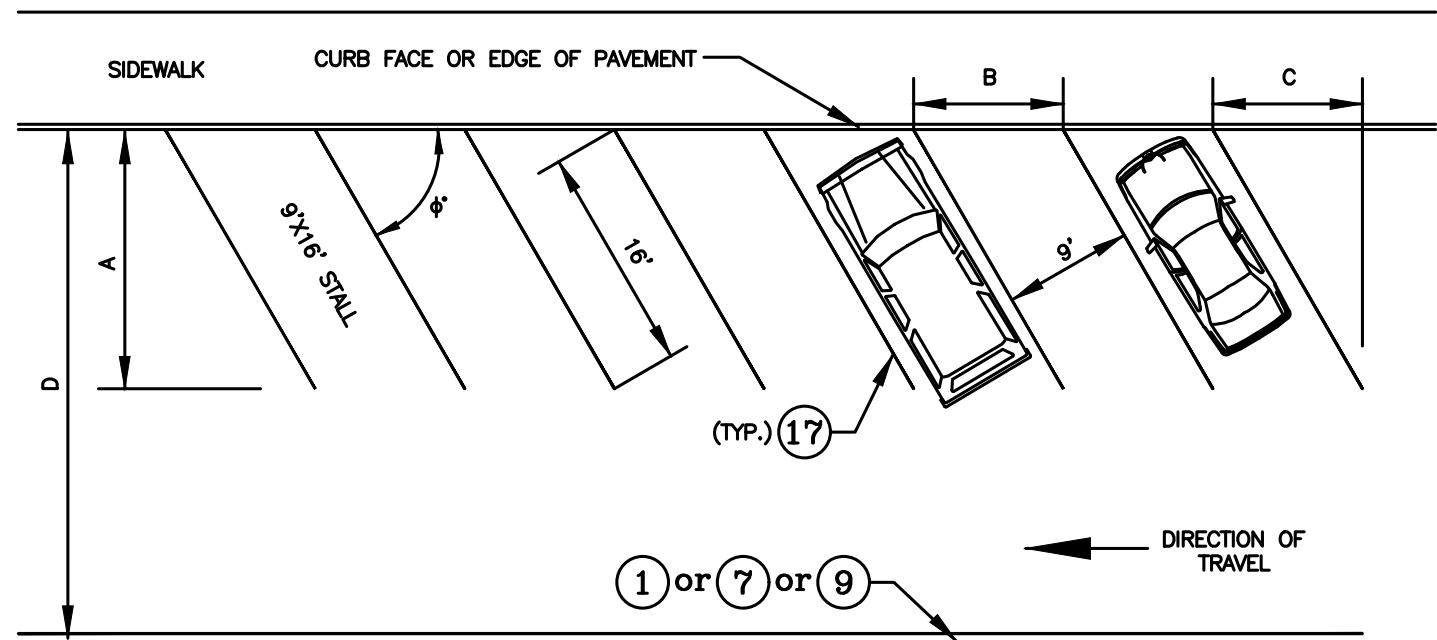 SIDEWALK
CURB FACE OR EDGE OF PAVEMENT
B
C
A
D
9'X16' STALL
ϕ°
16'
9'
(TYP.) 17
DIRECTION OF
TRAVEL
1 or 7 or 9